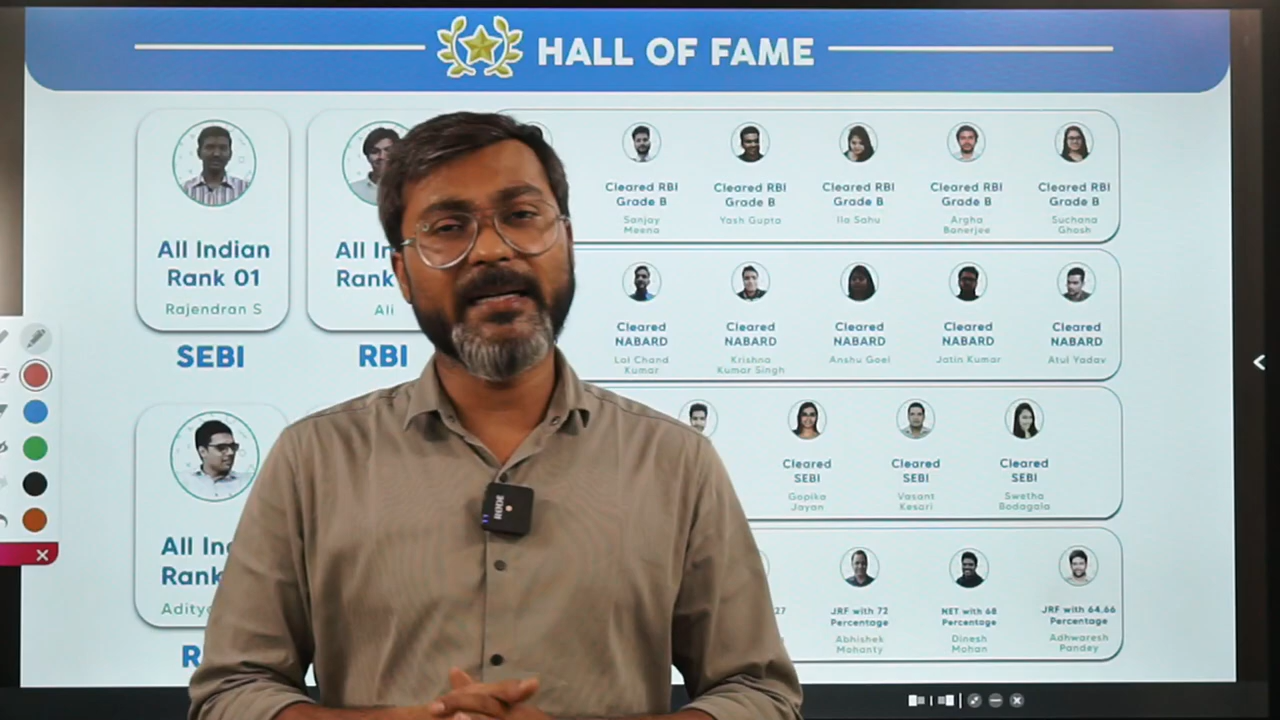 HALL OF FAME
All Indian
Rank 01
Rajendran S
SEBI
All In
Rank
Ali
RBI
Cleared RBI
Grade B
Sanjay
Meena
Cleared RBI
Grade B
Yash Gupta
Cleared RBI
Grade B
Ila Sahu
Cleared RBI
Grade B
Argha
Banerjee
Cleared RBI
Grade B
Suchana
Ghosh
Cleared
NABARD
Lal Chand
Kumar
Cleared
NABARD
Krishna
Kumar Singh
Cleared
NABARD
Anshu Goel
Cleared
NABARD
Jatin Kumar
Cleared
NABARD
Atul Yadav
Cleared
SEBI
Gopika
Jayan
Cleared
SEBI
Vasant
Kesari
Cleared
SEBI
Swetha
Bodagala
All In
Rank
Adity
R
27
JRF with 72
Percentage
Abhishek
Mohanty
NET with 68
Percentage
Dinesh
Mohan
JRF with 64.66
Percentage
Adhwaresh
Pandey
RODE